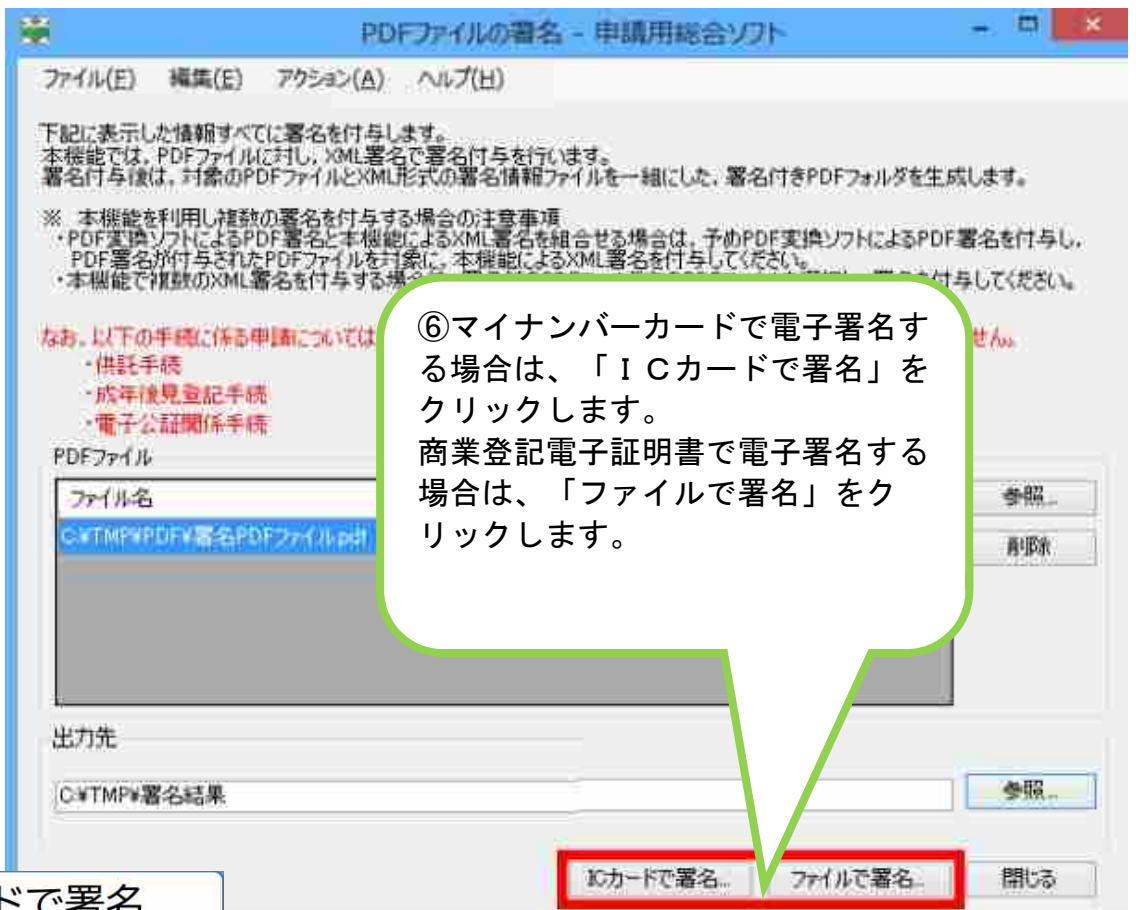 PDFファイルの署名 - 申請用総合ソフト
ファイル(F) 編集(E) アクション(A) ヘルプ(H)
下記に表示した情報すべてに署名を付与します。
本機能では、PDFファイルに対し、XML署名で署名付与を行います。
署名付与後は、対象のPDFファイルとXML形式の署名情報ファイルを一組にした、署名付きPDFフォルダを生成します。
※ 本機能を利用し複数の署名を付与する場合の注意事項
・PDF変換ソフトによるPDF署名と本機能によるXML署名を組合せる場合は、予めPDF変換ソフトによるPDF署名を付与し、
PDF署名が付与されたPDFファイルを対象に、本機能によるXML署名を付与してください。
・本機能で複数のXML署名を付与する場合 付与してください。
なお、以下の手続に係る申請については せん。
・供託手続
・成年後見登記手続
・電子公証関係手続
⑥マイナンバーカードで電子署名す
る場合は、「ＩＣカードで署名」を
クリックします。
商業登記電子証明書で電子署名する
場合は、「ファイルで署名」をク
リックします。
PDFファイル
ファイル名
参照...
C:¥TMP¥PDF¥署名PDFファイル.pdf
削除
出力先
C:¥TMP¥署名結果
参照...
ICカードで署名... ファイルで署名... 閉じる
ドで署名